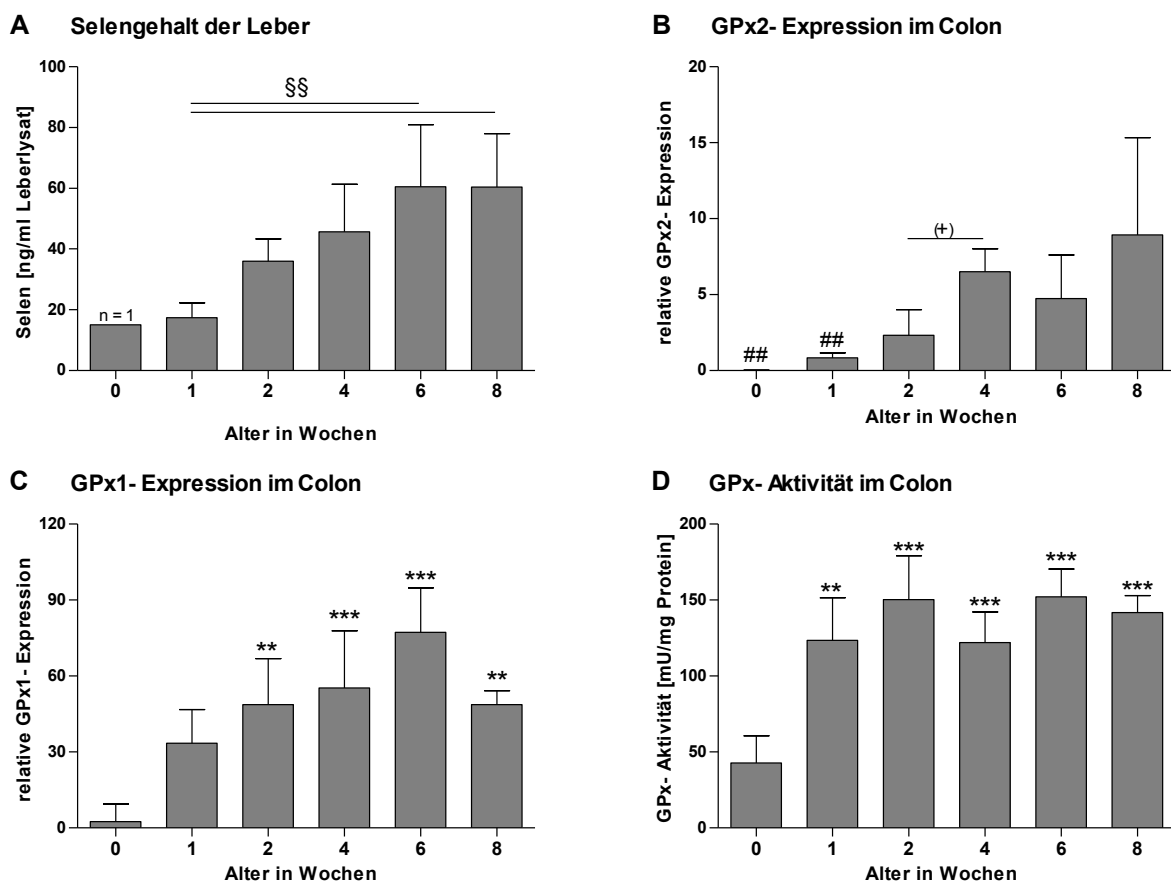 A Selengehalt der Leber
Selen [ng/ml Leberlysat]
100
80
60
40
20
0
§§
n = 1
0 1 2 4 6 8
Alter in Wochen
B GPx2- Expression im Colon
relative GPx2- Expression
20
15
10
5
0
(+)
## ##
0 1 2 4 6 8
Alter in Wochen
C GPx1- Expression im Colon
relative GPx1- Expression
120
90
60
30
0
** *** *** **
0 1 2 4 6 8
Alter in Wochen
D GPx- Aktivität im Colon
GPx- Aktivität [mU/mg Protein]
200
150
100
50
0
** *** *** *** ***
0 1 2 4 6 8
Alter in Wochen